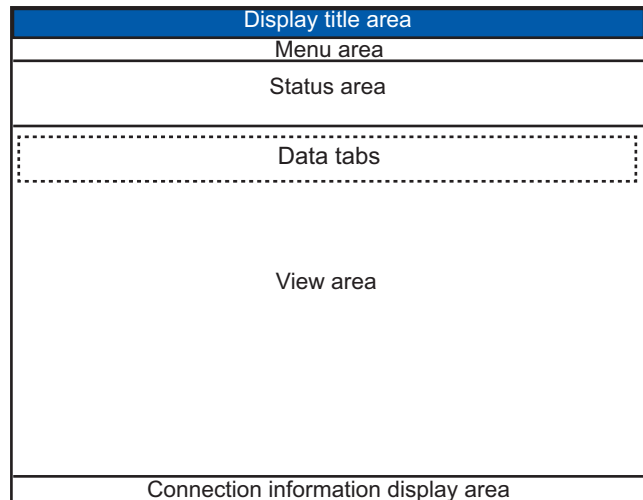 Display title area
Menu area
Status area
Data tabs
View area
Connection information display area